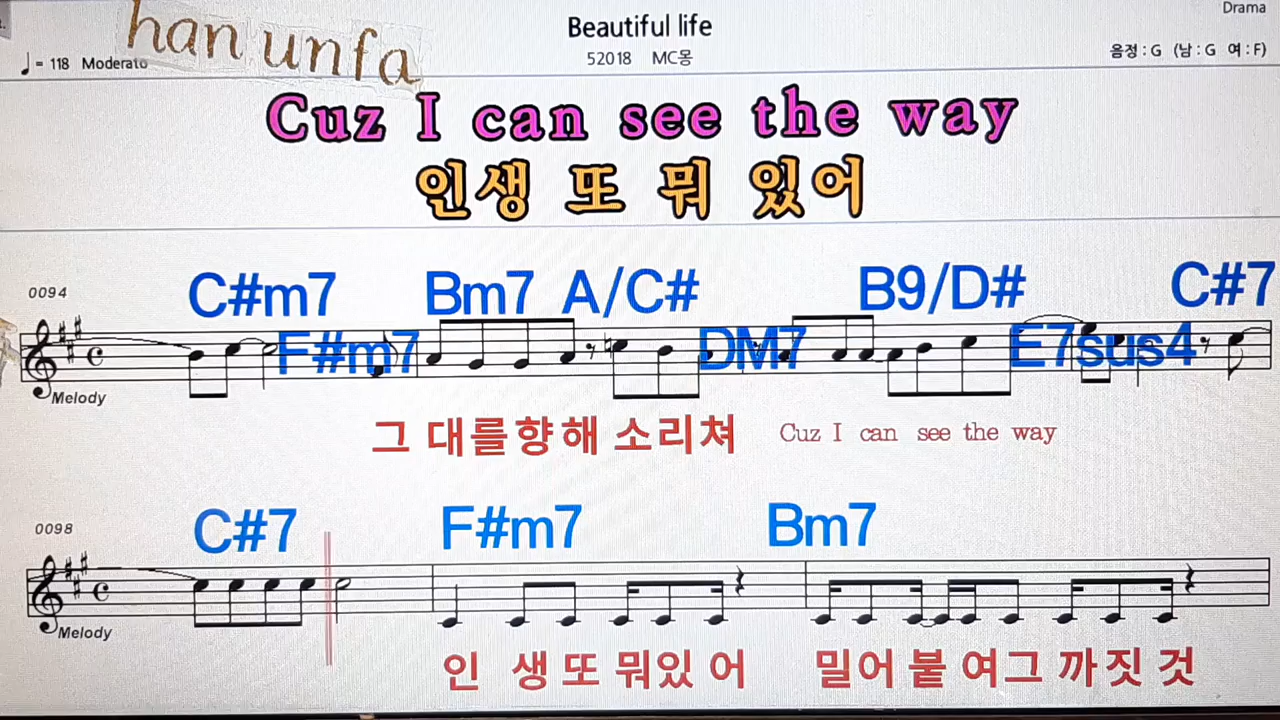 han unfa
Beautiful life
Drama
♩= 118 Moderato
52018 MC몽
음정 : G (남 : G 여 : F)
Cuz I can see the way
인생 또 뭐 있어
0094
C#m7 F#m7 Bm7 A/C# DM7 B9/D# E7sus4 C#7
Melody
그 대를향해 소리쳐 Cuz I can see the way
0098
C#7 F#m7 Bm7
Melody
인 생또 뭐있 어 밀어 붙 여그 까짓 것